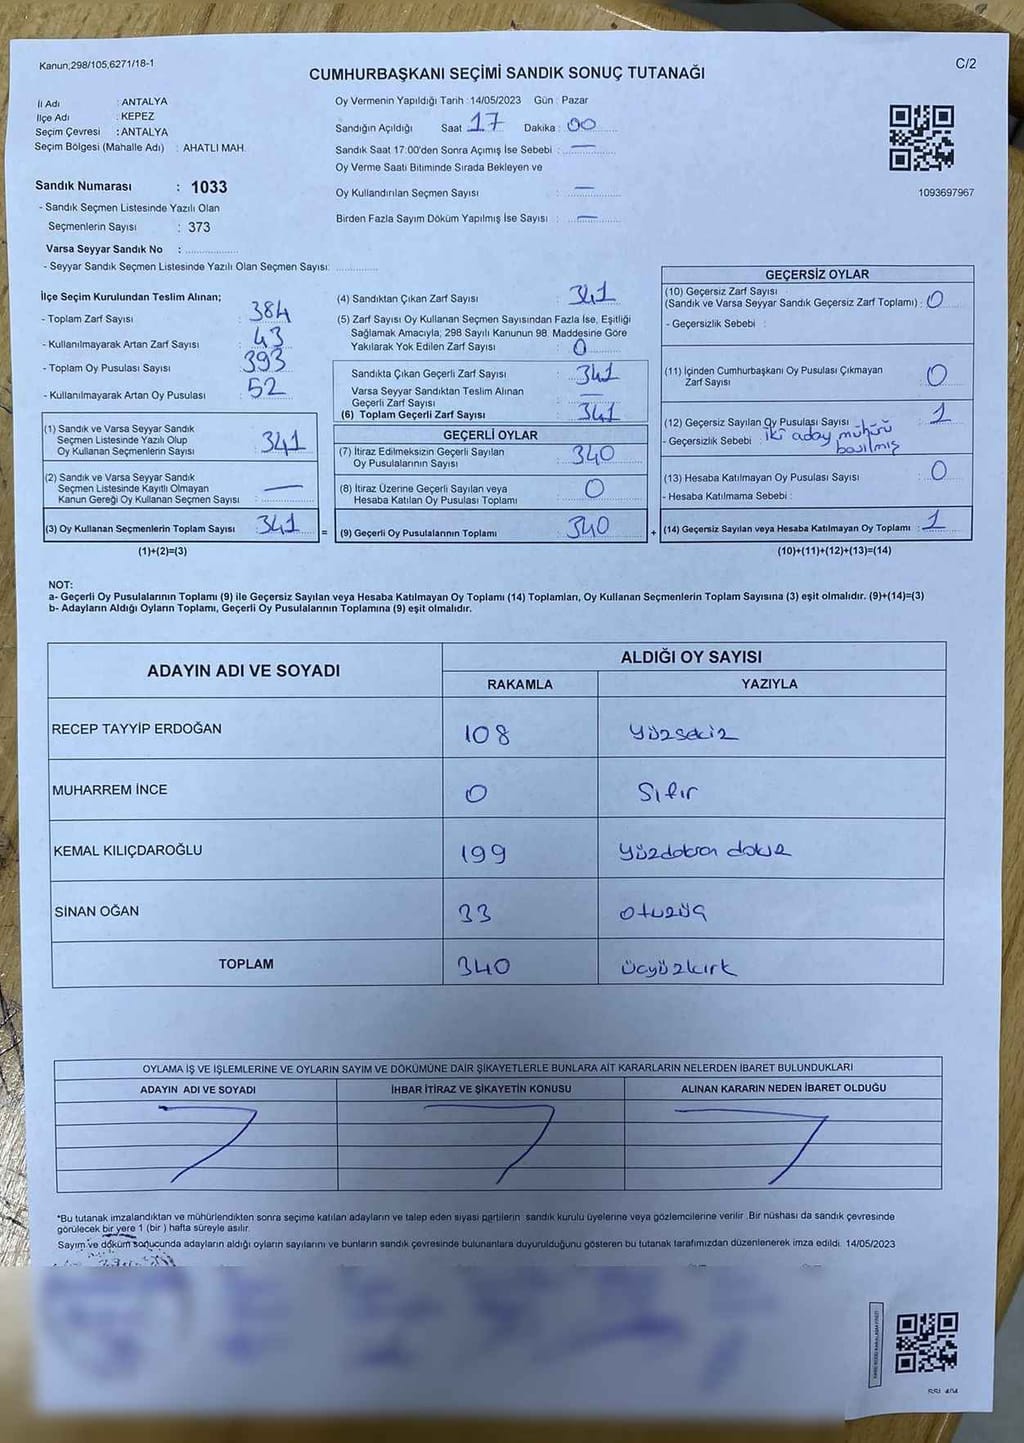 Kanun;298/105,6271/18-1
C/2
CUMHURBAŞKANI SEÇİMİ SANDIK SONUÇ TUTANAĞI
İl Adı : ANTALYA
İlçe Adı : KEPEZ
Seçim Çevresi : ANTALYA
Seçim Bölgesi (Mahalle Adı) : AHATLI MAH.
Oy Vermenin Yapıldığı Tarih : 14/05/2023 Gün : Pazar
Sandığın Açıldığı Saat 17 Dakika : 00
Sandık Saat 17:00'den Sonra Açımış İse Sebebi : —
Oy Verme Saati Bitiminde Sırada Bekleyen ve
Oy Kullandırılan Seçmen Sayısı : —
Birden Fazla Sayım Döküm Yapılmış İse Sayısı : —
1093697967
Sandık Numarası : 1033
- Sandık Seçmen Listesinde Yazılı Olan
Seçmenlerin Sayısı : 373
Varsa Seyyar Sandık No :
- Seyyar Sandık Seçmen Listesinde Yazılı Olan Seçmen Sayısı:
İlçe Seçim Kurulundan Teslim Alınan;
- Toplam Zarf Sayısı : 384
- Kullanılmayarak Artan Zarf Sayısı : 43
- Toplam Oy Pusulası Sayısı : 393
- Kullanılmayarak Artan Oy Pusulası : 52
(1) Sandık ve Varsa Seyyar Sandık
Seçmen Listesinde Yazılı Olup
Oy Kullanan Seçmenlerin Sayısı : 341
(2) Sandık ve Varsa Seyyar Sandık
Seçmen Listesinde Kayıtlı Olmayan
Kanun Gereği Oy Kullanan Seçmen Sayısı : —
(3) Oy Kullanan Seçmenlerin Toplam Sayısı : 341 =
(1)+(2)=(3)
(4) Sandıktan Çıkan Zarf Sayısı : 341
(5) Zarf Sayısı Oy Kullanan Seçmen Sayısından Fazla İse, Eşitliği
Sağlamak Amacıyla; 298 Sayılı Kanunun 98. Maddesine Göre
Yakılarak Yok Edilen Zarf Sayısı : 0
Sandıkta Çıkan Geçerli Zarf Sayısı : 341
Varsa Seyyar Sandıktan Teslim Alınan
Geçerli Zarf Sayısı : —
(6) Toplam Geçerli Zarf Sayısı : 341
GEÇERLİ OYLAR
(7) İtiraz Edilmeksizin Geçerli Sayılan
Oy Pusulalarının Sayısı : 340
(8) İtiraz Üzerine Geçerli Sayılan veya
Hesaba Katılan Oy Pusulası Toplamı : 0
(9) Geçerli Oy Pusulalarının Toplamı : 340 +
GEÇERSİZ OYLAR
(10) Geçersiz Zarf Sayısı
(Sandık ve Varsa Seyyar Sandık Geçersiz Zarf Toplamı) : 0
- Geçersizlik Sebebi :
(11) İçinden Cumhurbaşkanı Oy Pusulası Çıkmayan
Zarf Sayısı : 0
(12) Geçersiz Sayılan Oy Pusulası Sayısı : 1
- Geçersizlik Sebebi : iki aday mührü
basılmış
(13) Hesaba Katılmayan Oy Pusulası Sayısı : 0
- Hesaba Katılmama Sebebi :
(14) Geçersiz Sayılan veya Hesaba Katılmayan Oy Toplamı : 1
(10)+(11)+(12)+(13)=(14)
NOT:
a- Geçerli Oy Pusulalarının Toplamı (9) ile Geçersiz Sayılan veya Hesaba Katılmayan Oy Toplamı (14) Toplamları, Oy Kullanan Seçmenlerin Toplam Sayısına (3) eşit olmalıdır. (9)+(14)=(3)
b- Adayların Aldığı Oyların Toplamı, Geçerli Oy Pusulalarının Toplamına (9) eşit olmalıdır.
ADAYIN ADI VE SOYADI
ALDIĞI OY SAYISI
RAKAMLA YAZIYLA
RECEP TAYYİP ERDOĞAN 108 Yüzsekiz
MUHARREM İNCE 0 Sıfır
KEMAL KILIÇDAROĞLU 199 Yüzdoksan dokuz
SİNAN OĞAN 33 otuzüç
TOPLAM 340 üçyüzkırk
OYLAMA İŞ VE İŞLEMLERİNE VE OYLARIN SAYIM VE DÖKÜMÜNE DAİR ŞİKAYETLERLE BUNLARA AİT KARARLARIN NELERDEN İBARET BULUNDUKLARI
ADAYIN ADI VE SOYADI İHBAR İTİRAZ VE ŞİKAYETİN KONUSU ALINAN KARARIN NEDEN İBARET OLDUĞU
*Bu tutanak imzalandıktan ve mühürlendikten sonra seçime katılan adayların ve talep eden siyasi partilerin sandık kurulu üyelerine veya gözlemcilerine verilir .Bir nüshası da sandık çevresinde
görülecek bir yere 1 (bir ) hafta süreyle asılır.
Sayım ve döküm sonucunda adayların aldığı oyların sayılarını ve bunların sandık çevresinde bulunanlara duyurulduğunu gösteren bu tutanak tarafımızdan düzenlenerek imza edildi. 14/05/2023